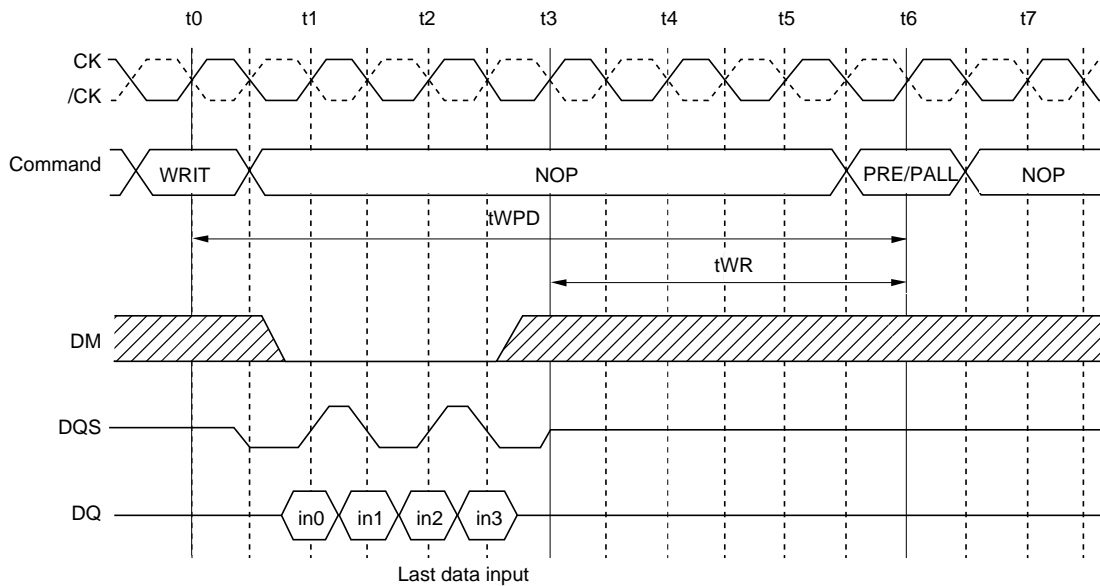 t0 t1 t2 t3 t4 t5 t6 t7
CK
/CK
Command WRIT NOP PRE/PALL NOP
tWPD
tWR
DM
DQS
DQ in0 in1 in2 in3
Last data input